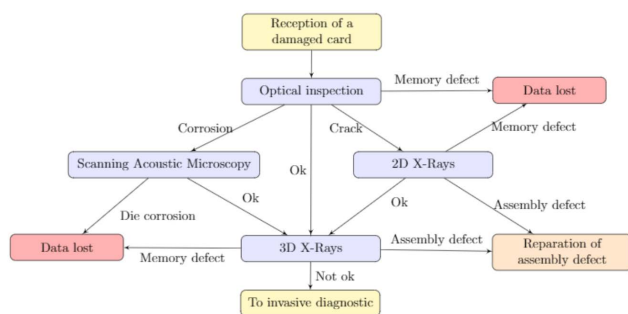 Reception of a
damaged card
Optical inspection
Memory defect
Data lost
Corrosion
Crack
Memory defect
Scanning Acoustic Microscopy
Ok
2D X-Rays
Die corrosion
Ok
Ok
Assembly defect
Data lost
Memory defect
3D X-Rays
Assembly defect
Reparation of
assembly defect
Not ok
To invasive diagnostic